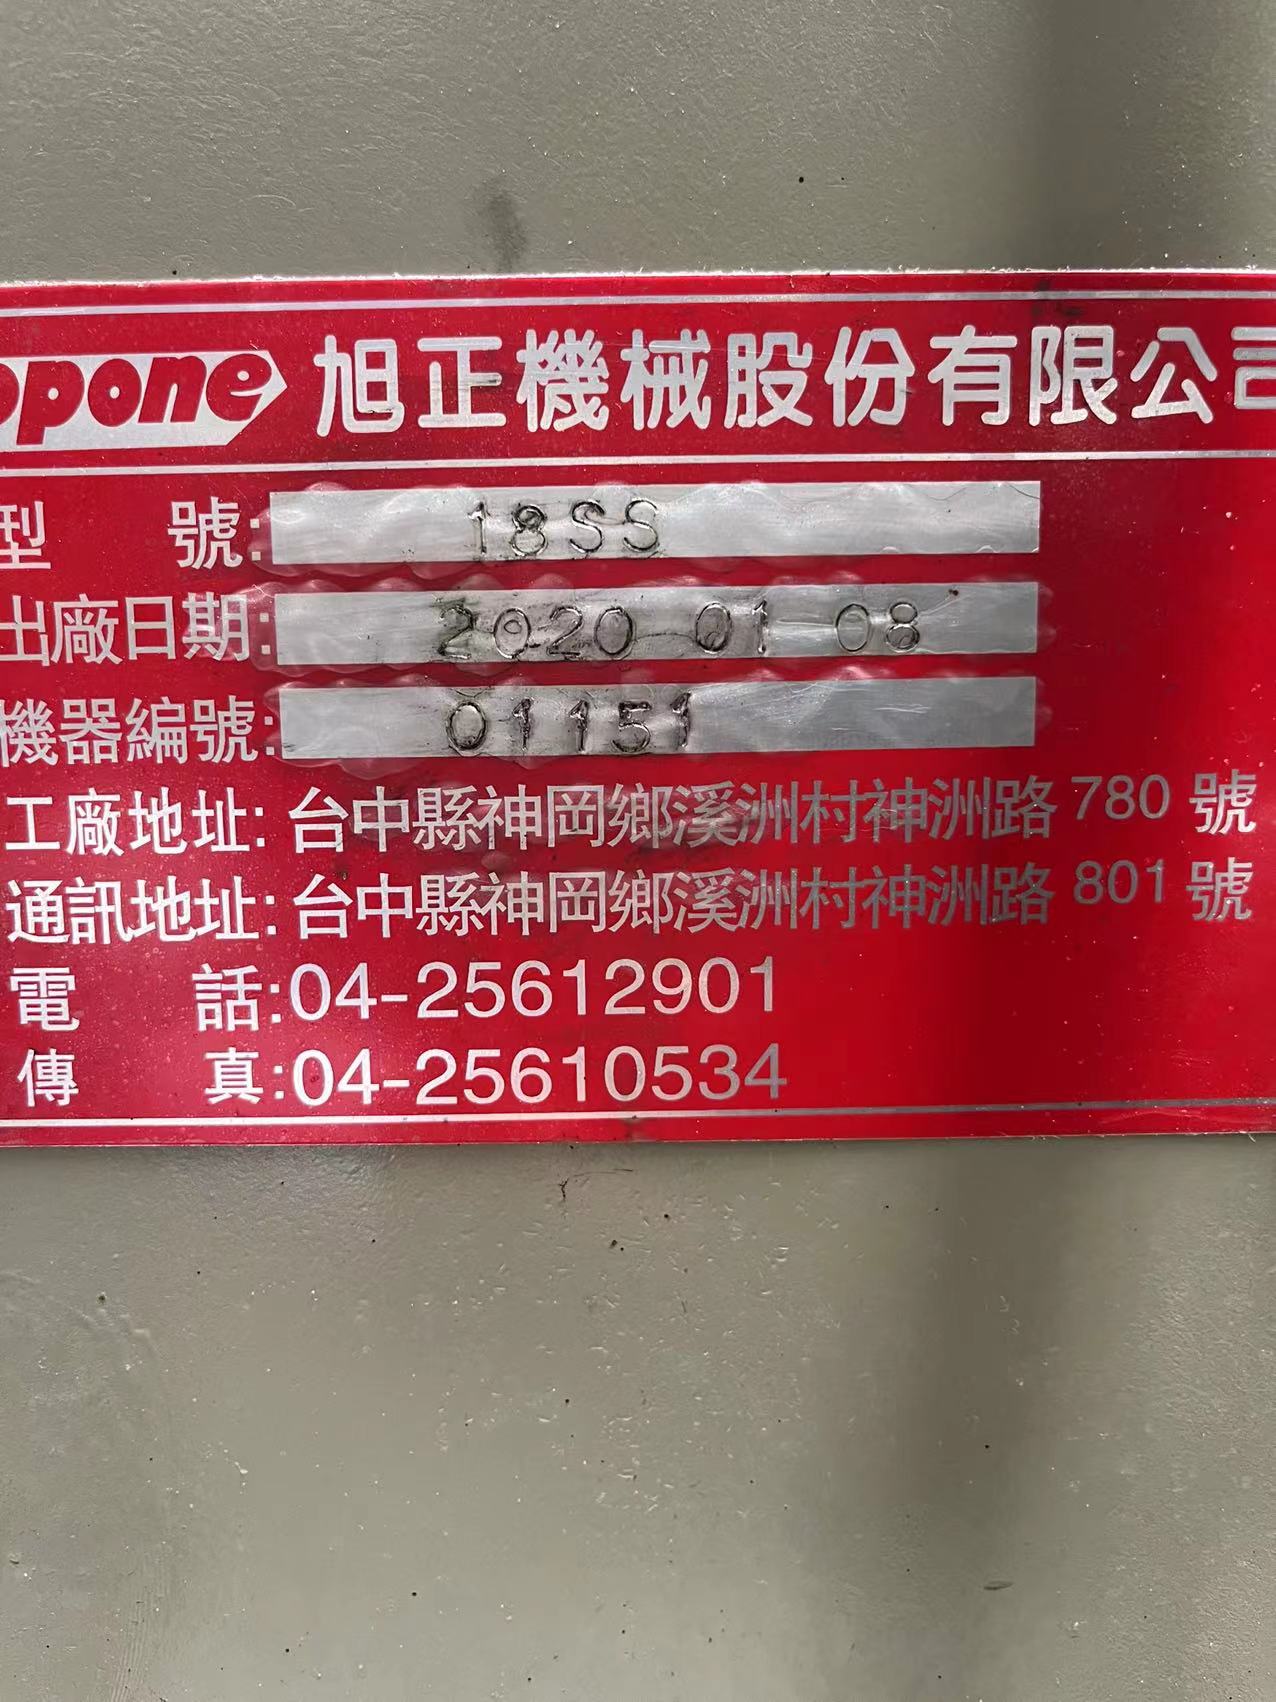 opone 旭正機械股份有限公司
型 號: 18SS
出廠日期: 2020 01 08
機器編號: 01151
工廠地址: 台中縣神岡鄉溪洲村神洲路 780 號
通訊地址: 台中縣神岡鄉溪洲村神洲路 801 號
電 話:04-25612901
傳 真:04-25610534